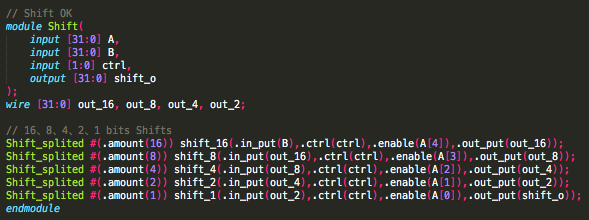 // Shift OK
module Shift(
input [31:0] A,
input [31:0] B,
input [1:0] ctrl,
output [31:0] shift_o
);
wire [31:0] out_16, out_8, out_4, out_2;
// 16、8、4、2、1 bits Shifts
Shift_splited #(.amount(16)) shift_16(.in_put(B),.ctrl(ctrl),.enable(A[4]),.out_put(out_16));
Shift_splited #(.amount(8)) shift_8(.in_put(out_16),.ctrl(ctrl),.enable(A[3]),.out_put(out_8));
Shift_splited #(.amount(4)) shift_4(.in_put(out_8),.ctrl(ctrl),.enable(A[2]),.out_put(out_4));
Shift_splited #(.amount(2)) shift_2(.in_put(out_4),.ctrl(ctrl),.enable(A[1]),.out_put(out_2));
Shift_splited #(.amount(1)) shift_1(.in_put(out_2),.ctrl(ctrl),.enable(A[0]),.out_put(shift_o));
endmodule